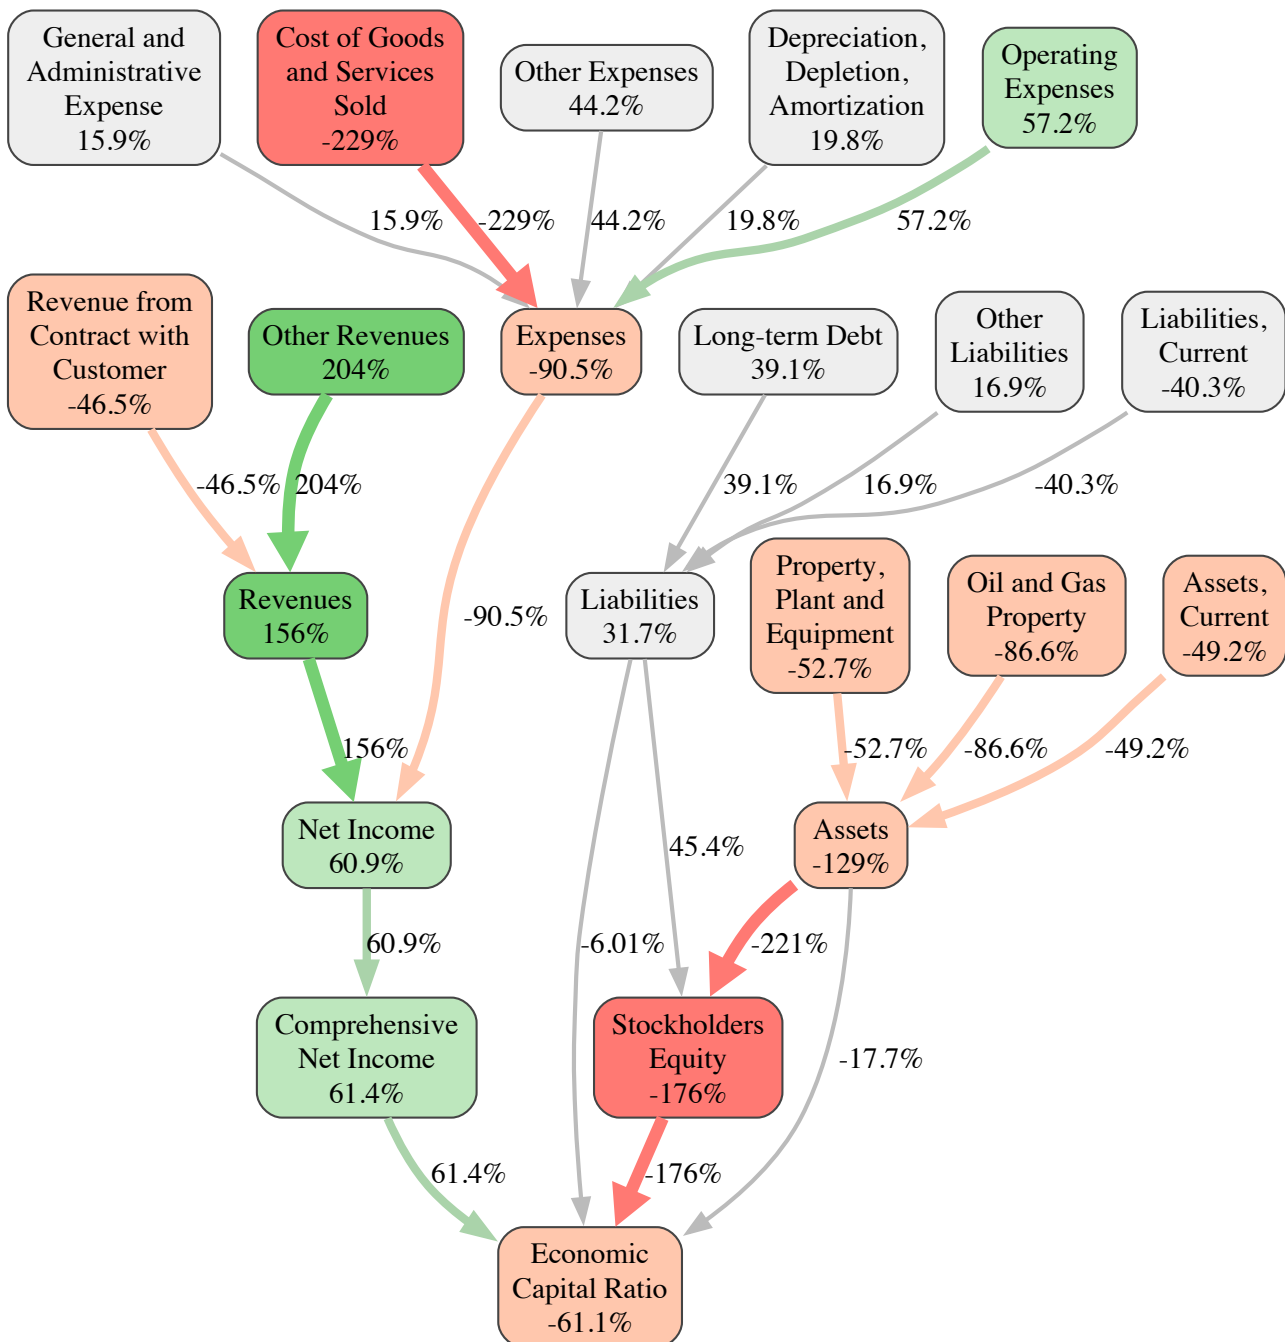 General and
Administrative
Expense
15.9%
Cost of Goods
and Services
Sold
-229%
Other Expenses
44.2%
Depreciation,
Depletion,
Amortization
19.8%
Operating
Expenses
57.2%
15.9%
-229%
44.2%
19.8%
57.2%
Revenue from
Contract with
Customer
-46.5%
Other Revenues
204%
Expenses
-90.5%
Long-term Debt
39.1%
Other
Liabilities
16.9%
Liabilities,
Current
-40.3%
-46.5%
204%
-90.5%
39.1%
16.9%
-40.3%
Revenues
156%
Liabilities
31.7%
Property,
Plant and
Equipment
-52.7%
Oil and Gas
Property
-86.6%
Assets,
Current
-49.2%
156%
-52.7%
-86.6%
-49.2%
Net Income
60.9%
45.4%
Assets
-129%
60.9%
-6.01%
-221%
-17.7%
Comprehensive
Net Income
61.4%
Stockholders
Equity
-176%
61.4%
-176%
Economic
Capital Ratio
-61.1%